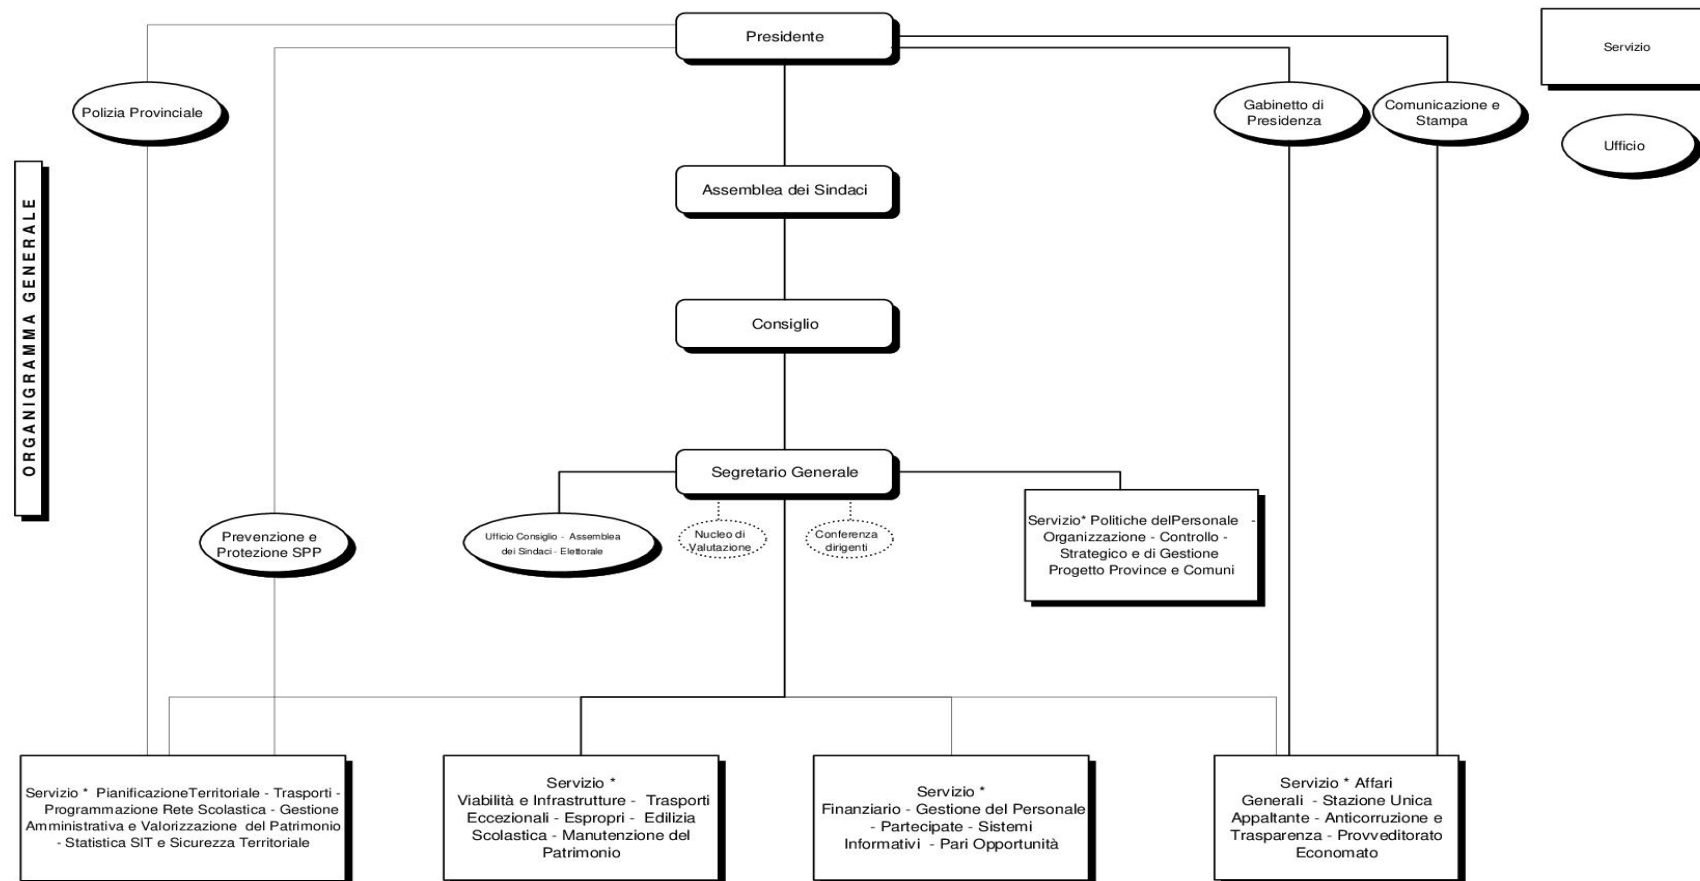 Presidente
Servizio
Polizia Provinciale
Gabinetto di
Presidenza
Comunicazione e
Stampa
Ufficio
ORGANIGRAMMA GENERALE
Assemblea dei Sindaci
Consiglio
Segretario Generale
Prevenzione e
Protezione SPP
Ufficio Consiglio - Assemblea
dei Sindaci - Elettorale
Nucleo di
Valutazione
Conferenza
dirigenti
Servizio* Politiche delPersonale -
Organizzazione - Controllo -
Strategico e di Gestione
Progetto Province e Comuni
Servizio * PianificazioneTerritoriale - Trasporti -
Programmazione Rete Scolastica - Gestione
Amministrativa e Valorizzazione del Patrimonio
- Statistica SIT e Sicurezza Territoriale
Servizio *
Viabilità e Infrastrutture - Trasporti
Eccezionali - Espropri - Edilizia
Scolastica - Manutenzione del
Patrimonio
Servizio *
Finanziario - Gestione del Personale
- Partecipate - Sistemi
Informativi - Pari Opportunità
Servizio * Affari
Generali - Stazione Unica
Appaltante - Anticorruzione e
Trasparenza - Provveditorato
Economato